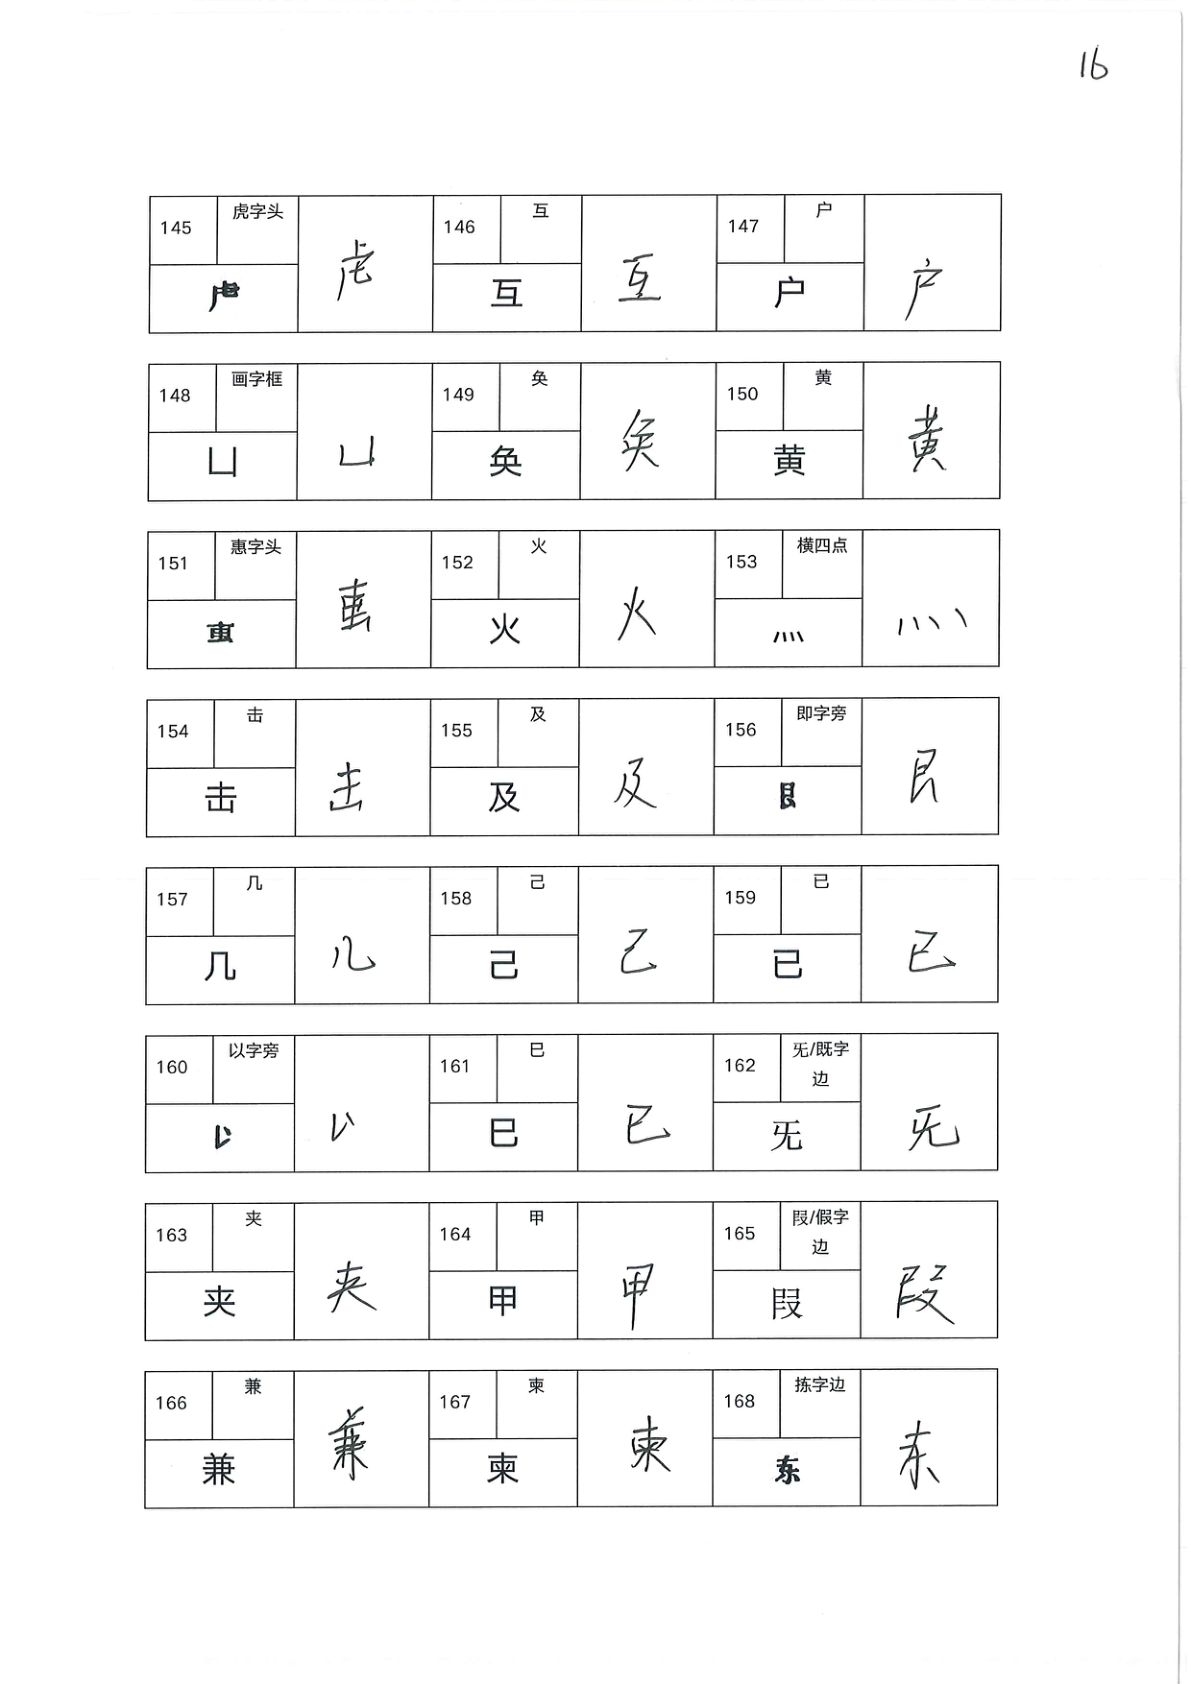 16
145 虎字头 虍 虍
146 互 互 互
147 户 户 户
148 画字框 凵 凵
149 奂 奂 奂
150 黄 黄 黄
151 惠字头 叀 叀
152 火 火 火
153 横四点 灬 灬
154 击 击 击
155 及 及 及
156 即字旁
157 几 几 几
158 己 己 己
159 已 已 已
160 以字旁
161 巳 巳 巳
162 旡/既字边 旡 旡
163 夹 夹 夹
164 甲 甲 甲
165 叚/假字边 叚 叚
166 兼 兼 兼
167 柬 柬 柬
168 拣字边